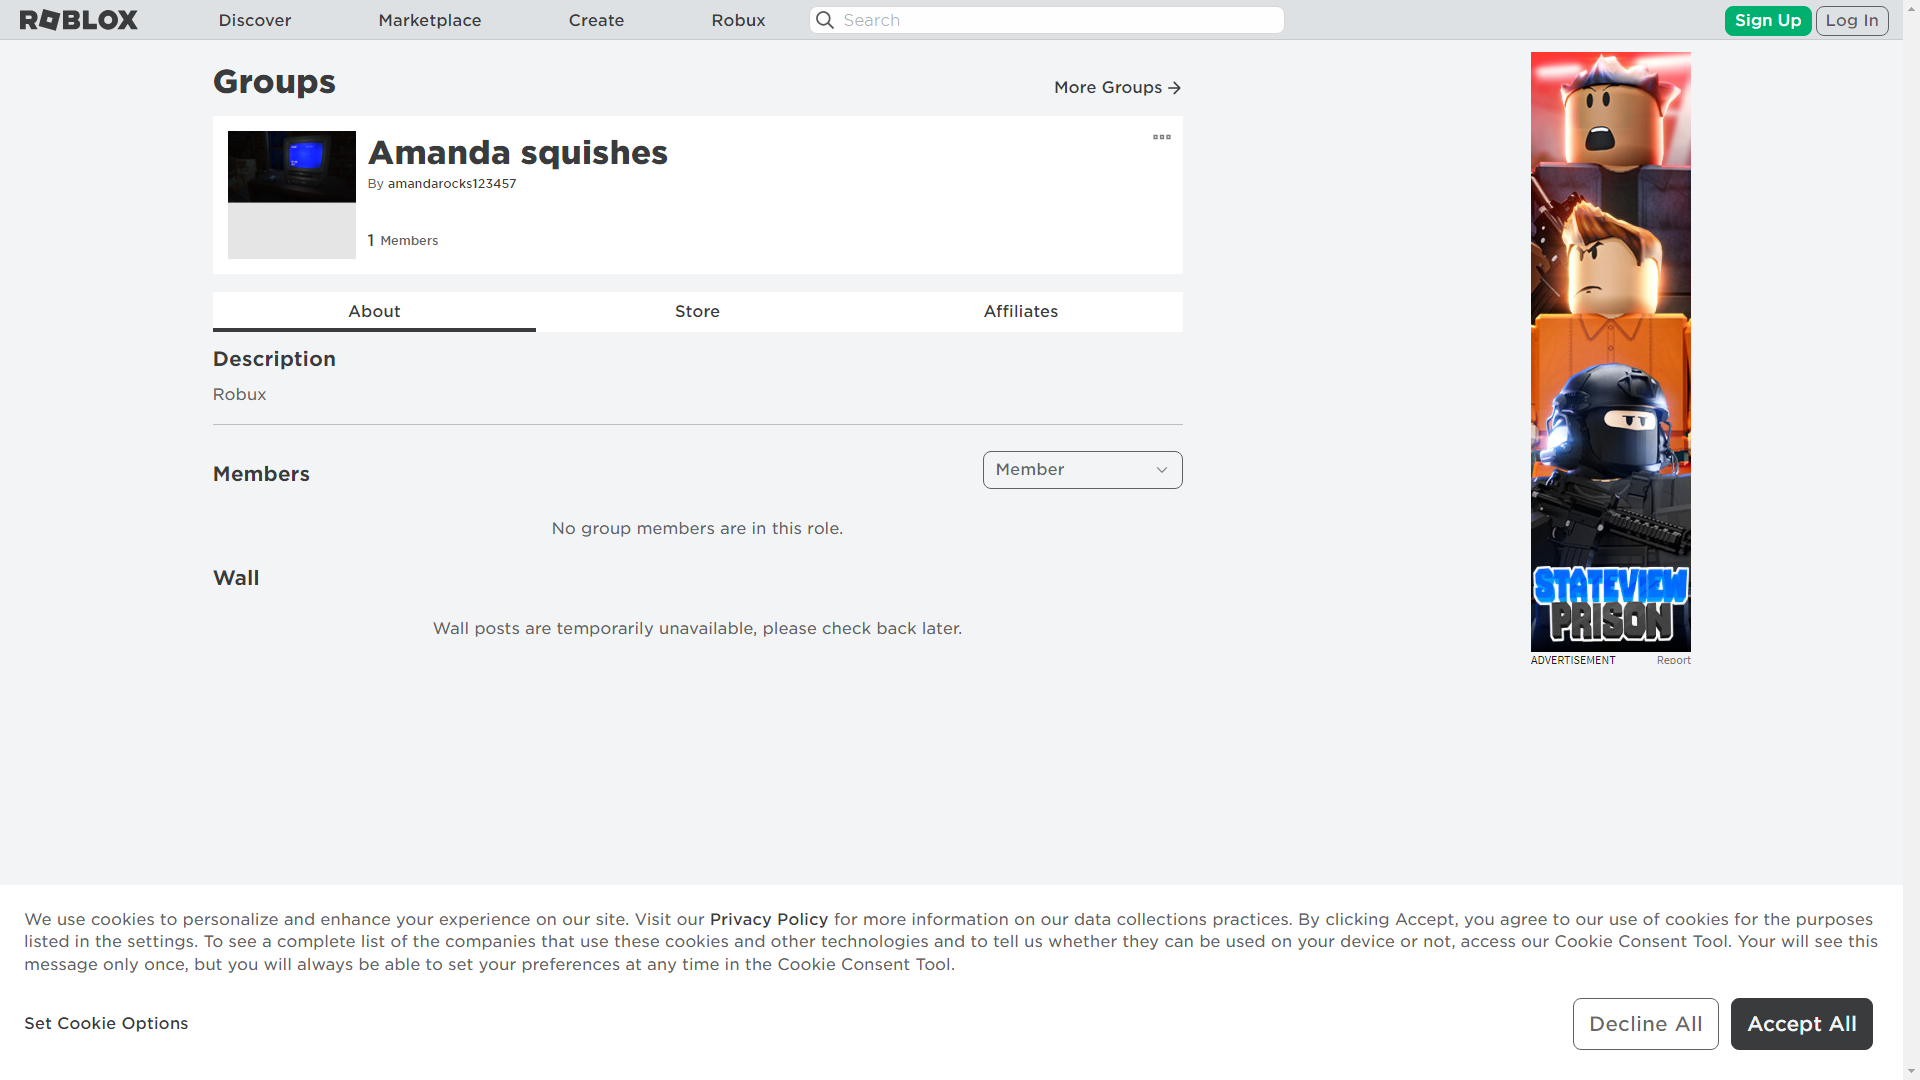 ROBLOX
Discover
Marketplace
Create
Robux
Search
Sign Up
Log In
Groups
More Groups
Amanda squishes
By amandarocks123457
1 Members
About
Store
Affiliates
Description
Robux
Members
Member
No group members are in this role.
Wall
Wall posts are temporarily unavailable, please check back later.
STATEVIEW
PRISON
ADVERTISEMENT
Report
We use cookies to personalize and enhance your experience on our site. Visit our Privacy Policy for more information on our data collections practices. By clicking Accept, you agree to our use of cookies for the purposes
listed in the settings. To see a complete list of the companies that use these cookies and other technologies and to tell us whether they can be used on your device or not, access our Cookie Consent Tool. Your will see this
message only once, but you will always be able to set your preferences at any time in the Cookie Consent Tool.
Set Cookie Options
Decline All
Accept All